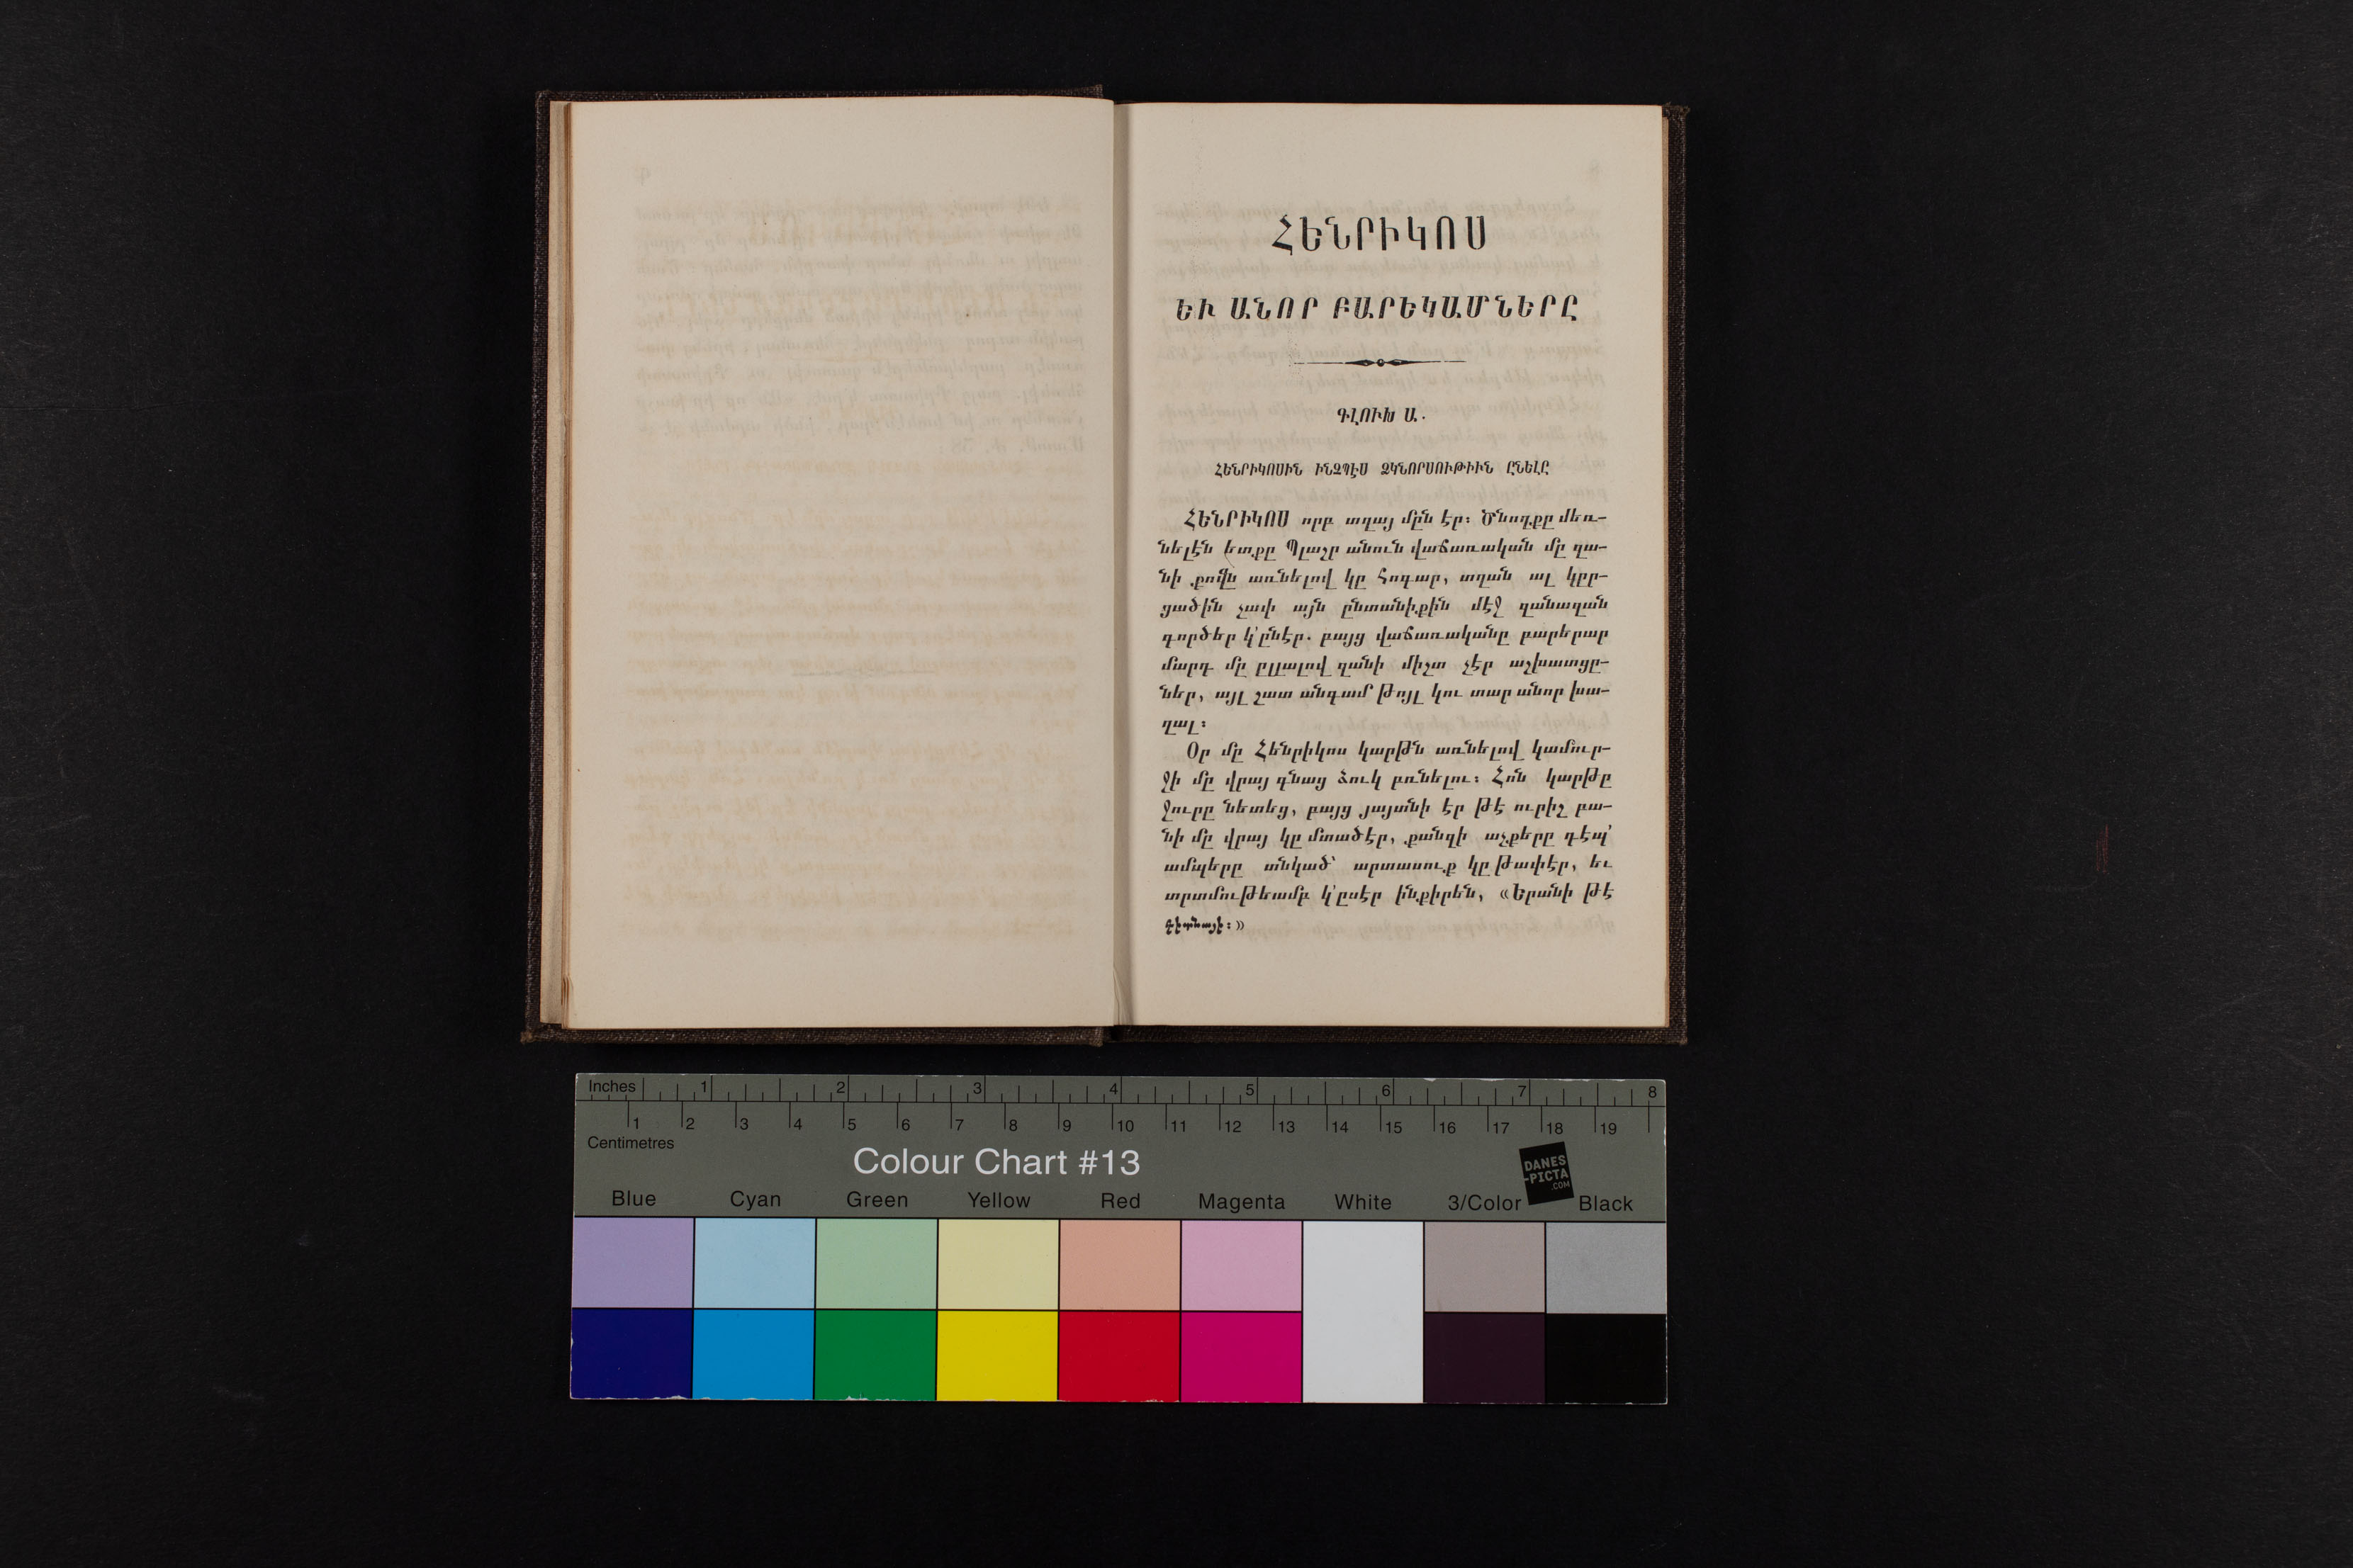 ՀԵՆՐԻԿՈՍ
ԵՒ ԱՆՈՐ ԲԱՐԵԿԱՄՆԵՐԸ
ԳԼՈՒԽ Ա.
ՀԵՆՐԻԿՈՍԻՆ ԻՆՉՊԷՍ ՁԿՆՈՐՍՈՒԹԻՒՆ ԸՆԵԼԸ
ՀԵՆՐԻԿՈՍ որբ տղայ մըն էր։ Ծնողքը մեռ-
նելէն ետքը Պլաչր անուն վաճառական մը զա-
նի քովն առնելով կը հոգար, տղան ալ կըր-
ցածին չափ այն ընտանիքին մէջ զանազան
գործեր կ՚ընէր. բայց վաճառականը բարերար
մարդ մը ըլլալով զանի միշտ չէր աշխատցը-
ներ, այլ շատ անգամ թոյլ կու տար անոր խա-
ղալ։
Օր մը Հենրիկոս կարթն առնելով կամուր-
ջի մը վրայ գնաց ձուկ բռնելու։ Հոն կարթը
ջուրը նետեց, բայց յայտնի էր թէ ուրիշ բա-
նի մը վրայ կը մտածէր, քանզի աչքերը դէպ՚
ամպերը տնկած՝ արտասուք կը թափէր, եւ
տրտմութեամբ կ՚ըսէր ինքիրեն, «Երանի թէ
գիտնայի։»
Inches 1 2 3 4 5 6 7 8
1 2 3 4 5 6 7 8 9 10 11 12 13 14 15 16 17 18 19
Centimetres
Colour Chart #13
DANES
-PICTA
.COM
Blue Cyan Green Yellow Red Magenta White 3/Color Black